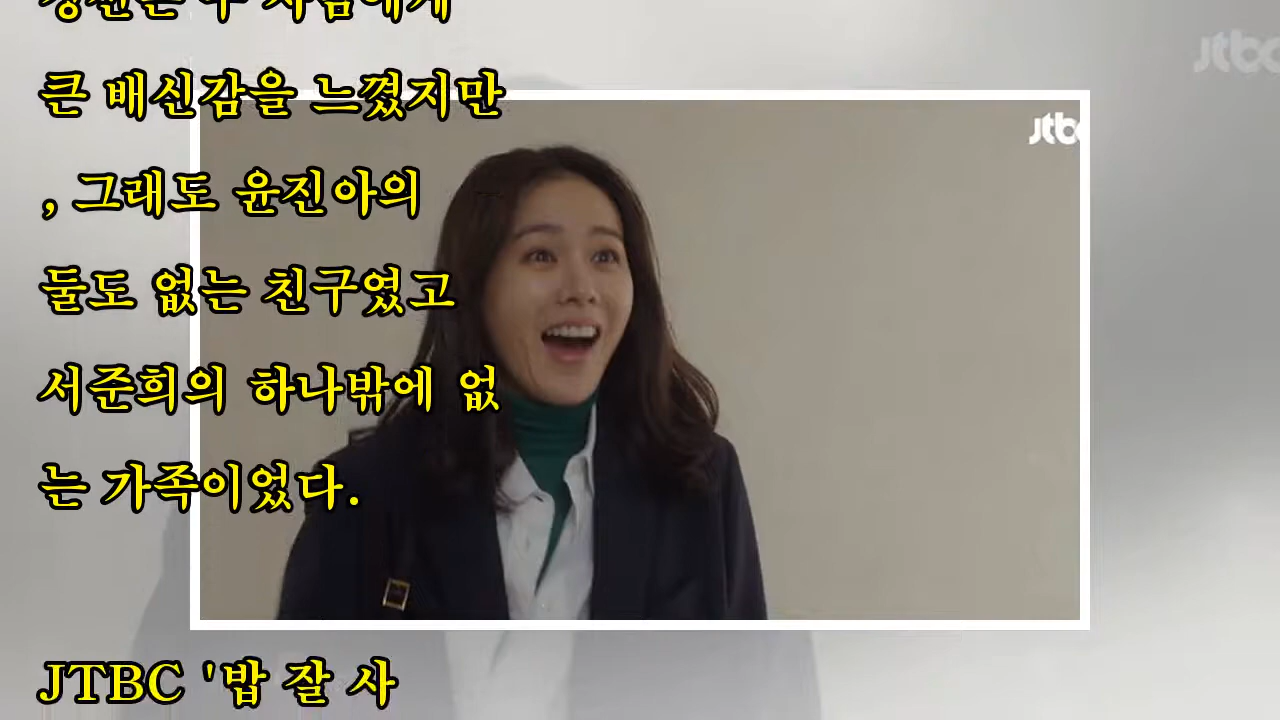 큰 배신감을 느꼈지만
, 그래도 윤진아의
둘도 없는 친구였고
서준희의 하나밖에 없
는 가족이었다.
JTBC '밥 잘 사
jtbc
jtbc